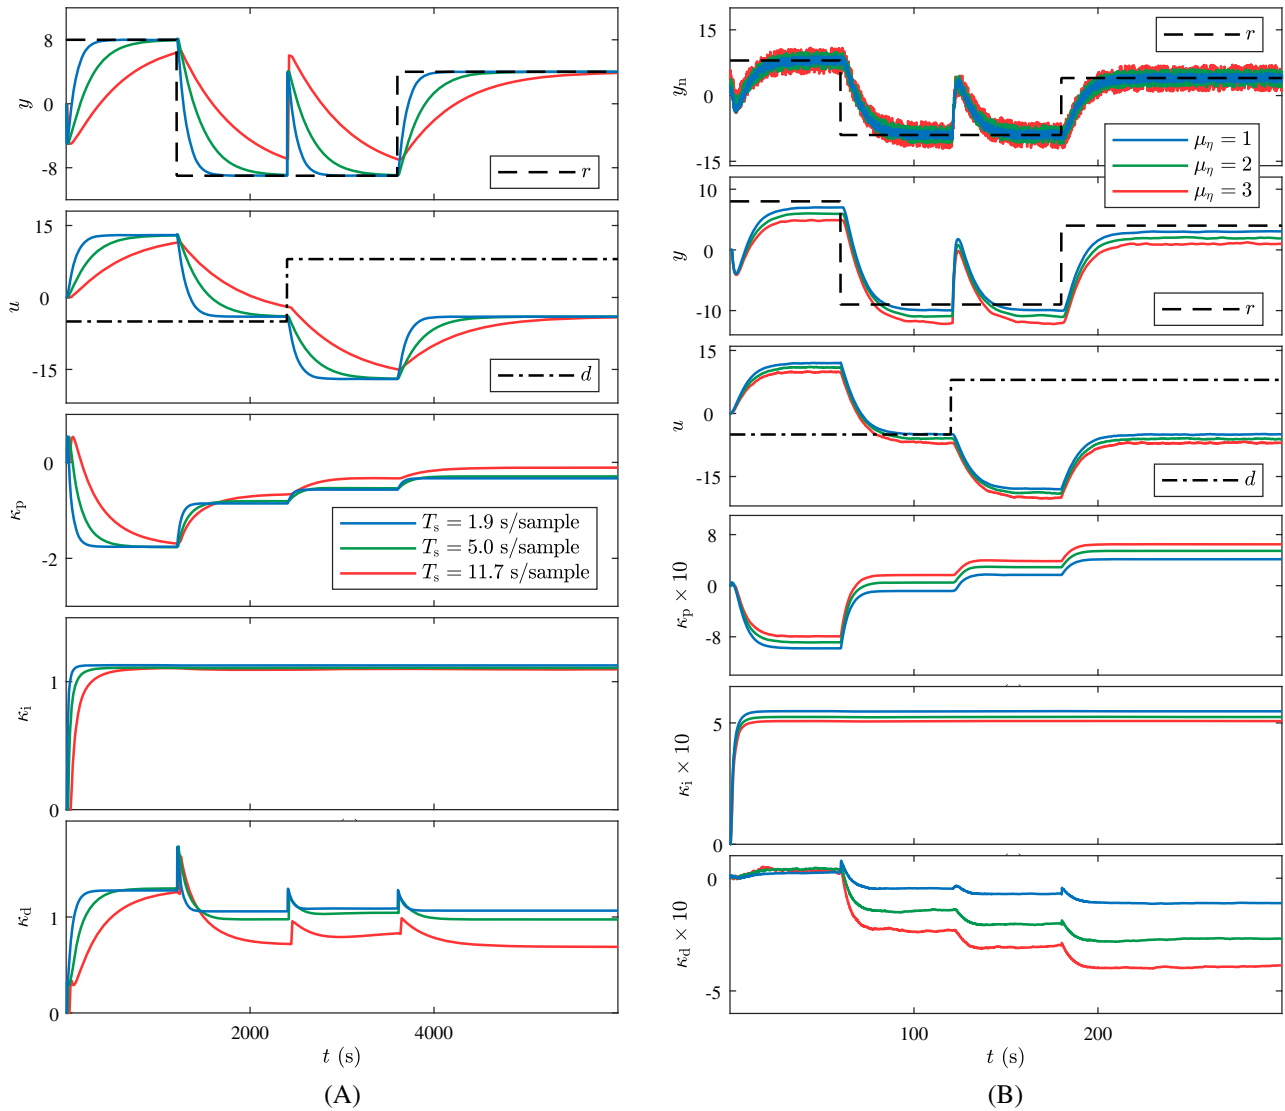 8
0
-8
y
r
15
0
-15
u
d
0
-2
κp
Ts = 1.9 s/sample
Ts = 5.0 s/sample
Ts = 11.7 s/sample
1
0
κi
1
0
κd
2000
4000
t (s)
(A)
15
0
-15
yn
r
μη = 1
μη = 2
μη = 3
10
0
-10
y
r
15
0
-15
u
d
8
0
-8
κp × 10
5
0
κi × 10
0
-5
κd × 10
100
200
t (s)
(B)